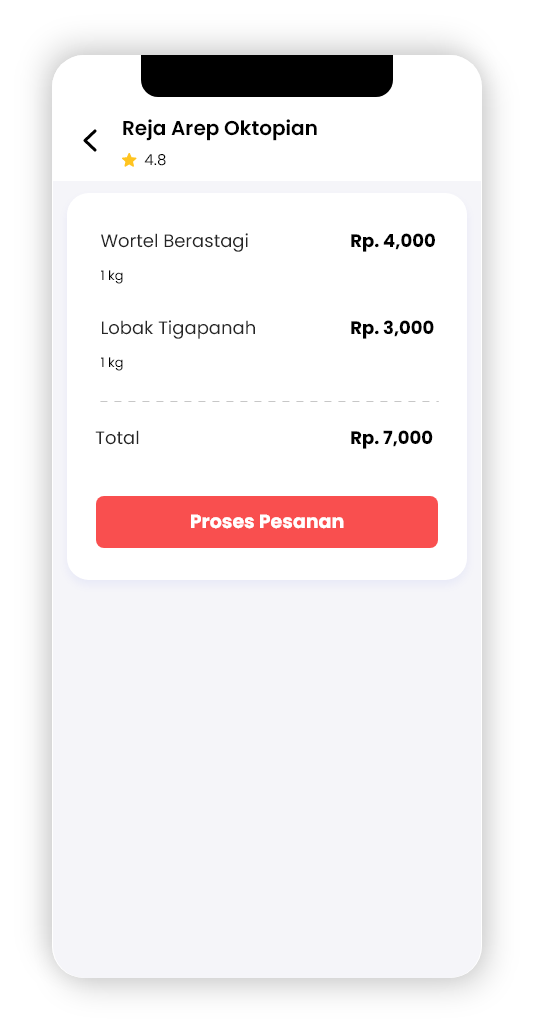 Reja Arep Oktopian
4.8
Wortel Berastagi Rp. 4,000
1 kg
Lobak Tigapanah Rp. 3,000
1 kg
Total Rp. 7,000
Proses Pesanan